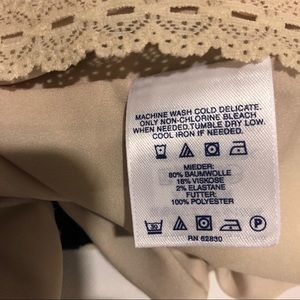 MACHINE WASH COLD DELICATE.
ONLY NON-CHLORINE BLEACH
WHEN NEEDED.TUMBLE DRY LOW.
COOL IRON IF NEEDED.
MIEDER:
80% BAUMWOLLE
18% VISKOSE
2% ELASTANE
FUTTER:
100% POLYESTER
P
RN 62830